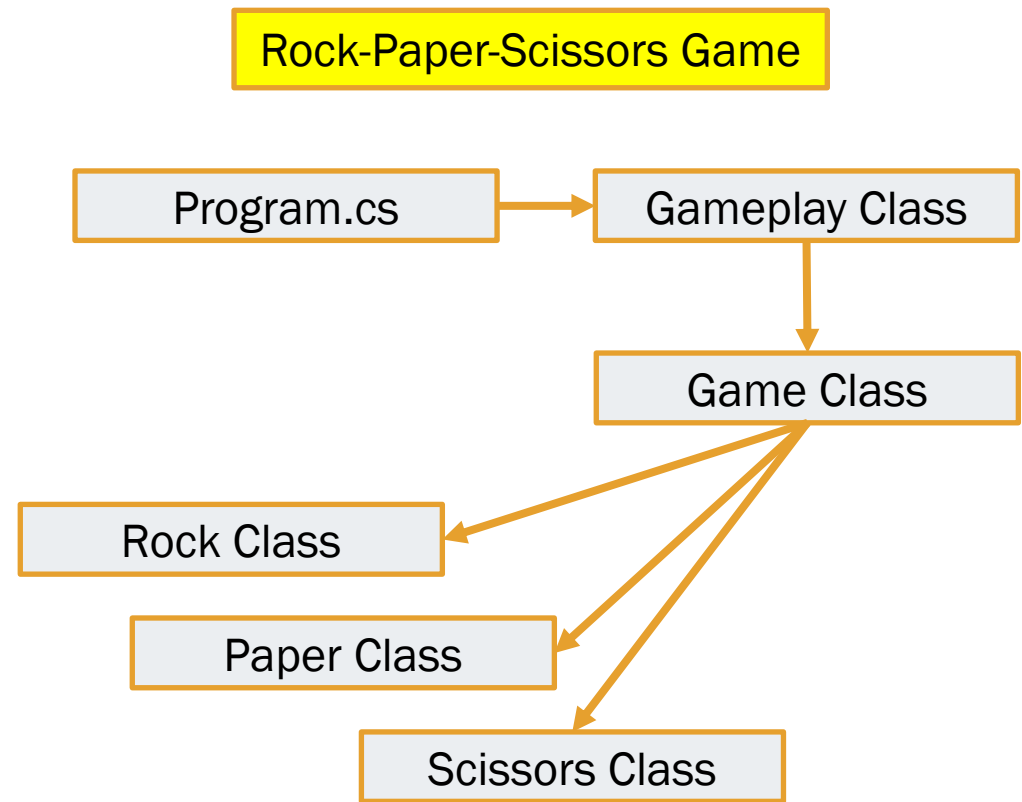 Rock-Paper-Scissors Game
Program.cs
Gameplay Class
Game Class
Rock Class
Paper Class
Scissors Class